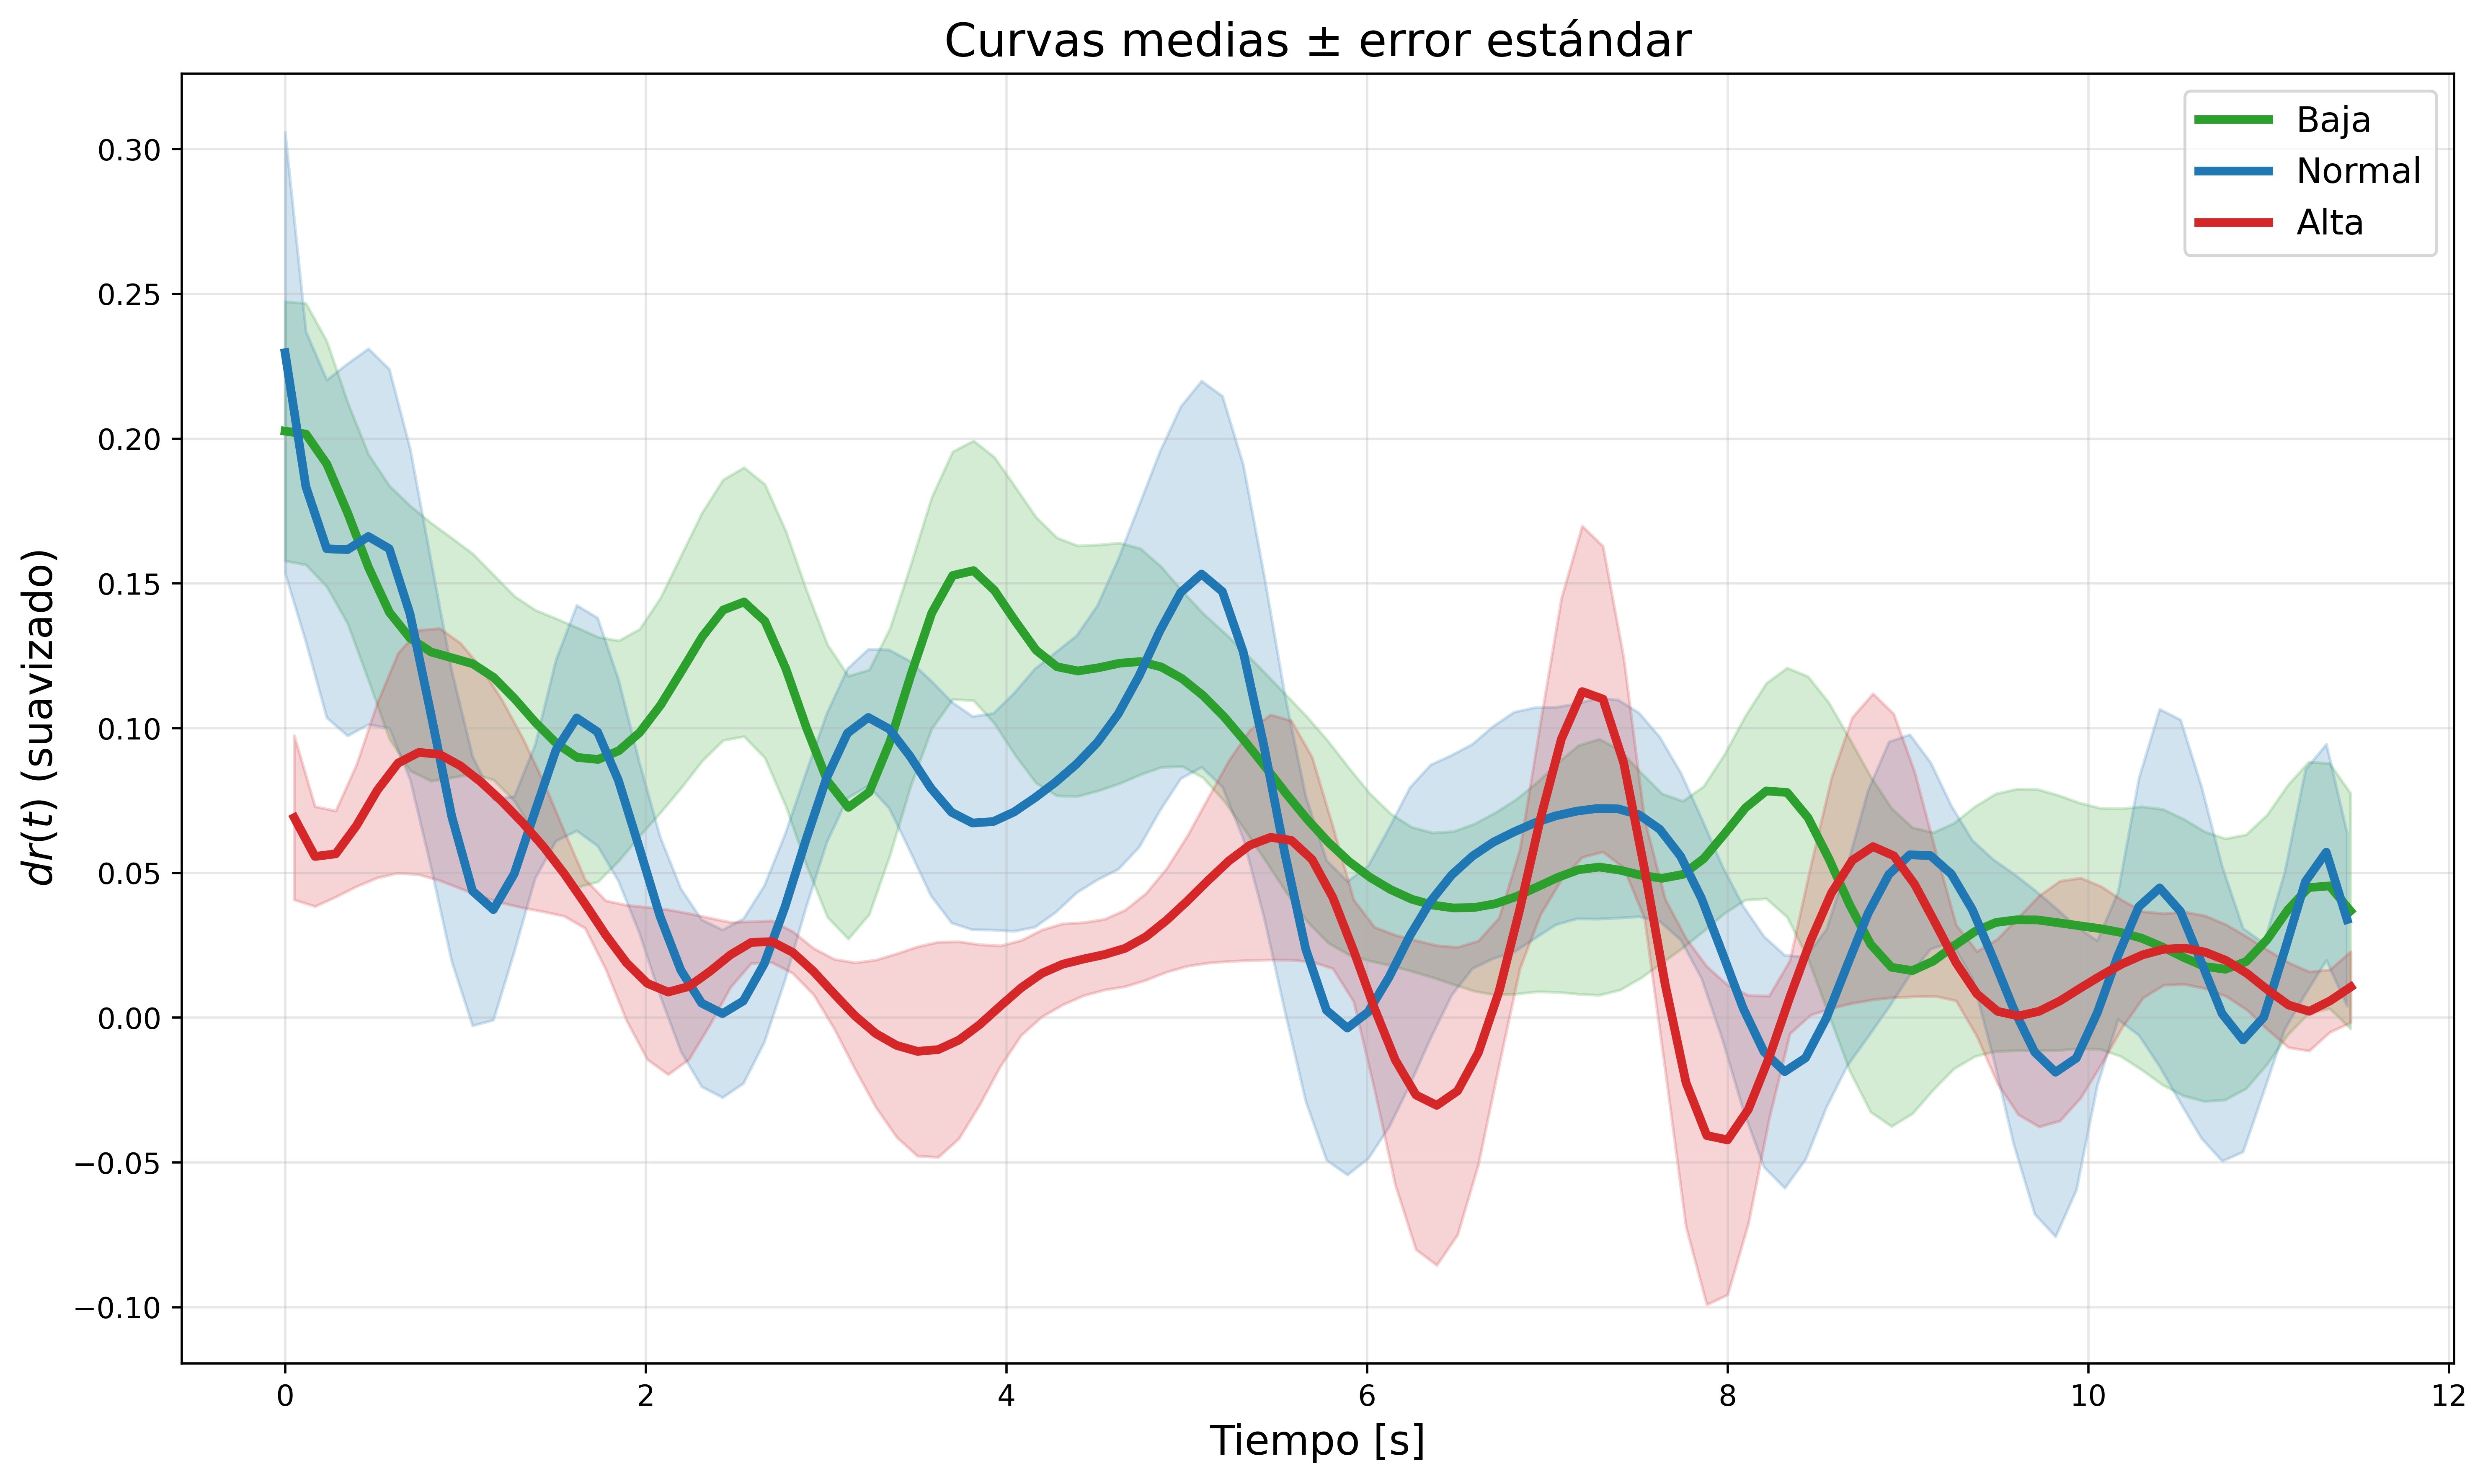 Curvas medias ± error estándar
Baja
Normal
Alta
dr(t) (suavizado)
0.30
0.25
0.20
0.15
0.10
0.05
0.00
−0.05
−0.10
0 2 4 6 8 10 12
Tiempo [s]